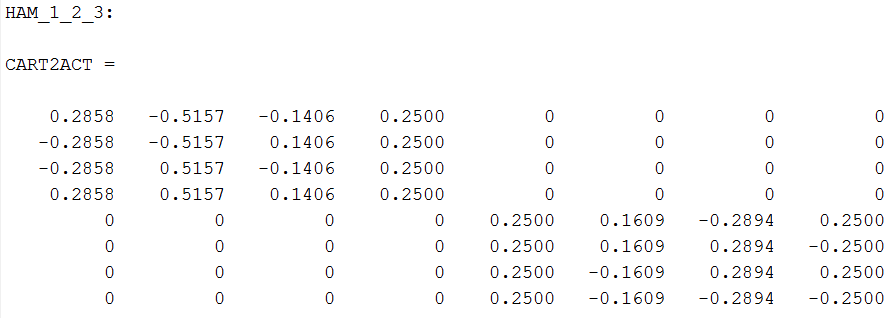 HAM_1_2_3:
CART2ACT =
0.2858 -0.5157 -0.1406 0.2500 0 0 0 0
-0.2858 -0.5157 0.1406 0.2500 0 0 0 0
-0.2858 0.5157 -0.1406 0.2500 0 0 0 0
0.2858 0.5157 0.1406 0.2500 0 0 0 0
0 0 0 0 0.2500 0.1609 -0.2894 0.2500
0 0 0 0 0.2500 0.1609 0.2894 -0.2500
0 0 0 0 0.2500 -0.1609 0.2894 0.2500
0 0 0 0 0.2500 -0.1609 -0.2894 -0.2500